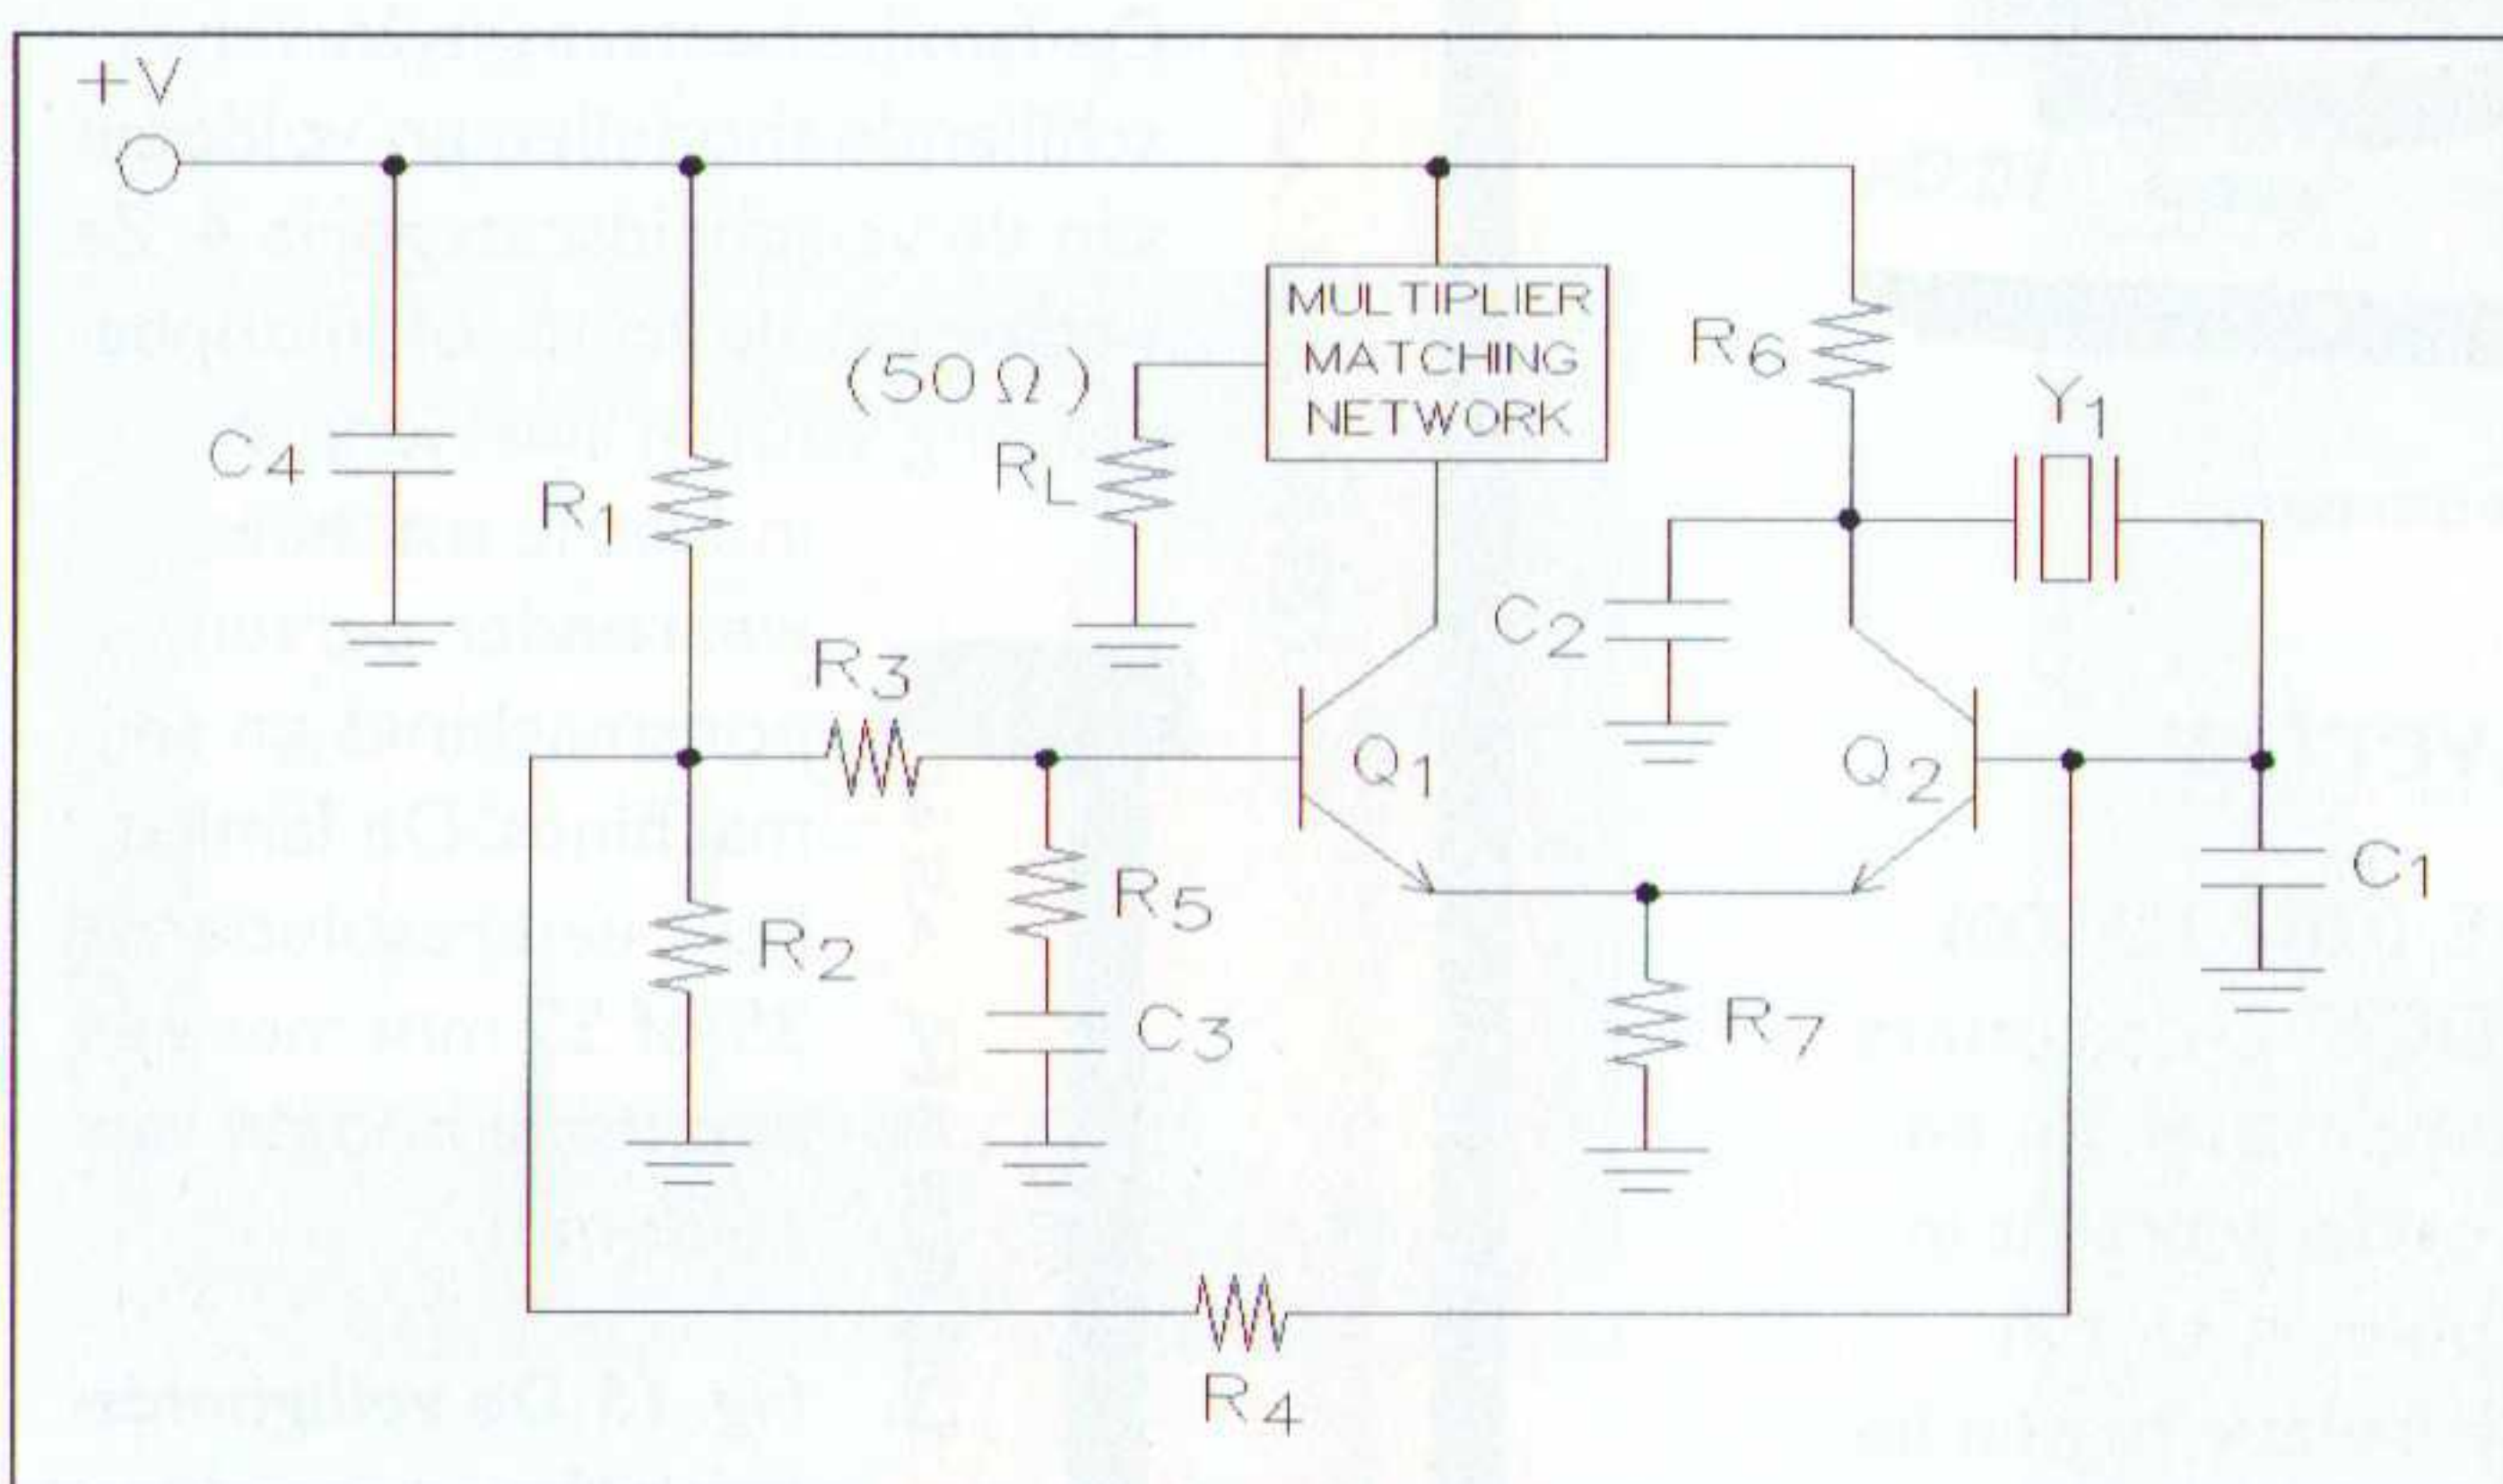 +V
(50Ω)
MULTIPLIER
MATCHING
NETWORK
R6
Y1
C4
R1
RL
C2
R3
Q1
Q2
R5
C1
R2
C3
R7
R4